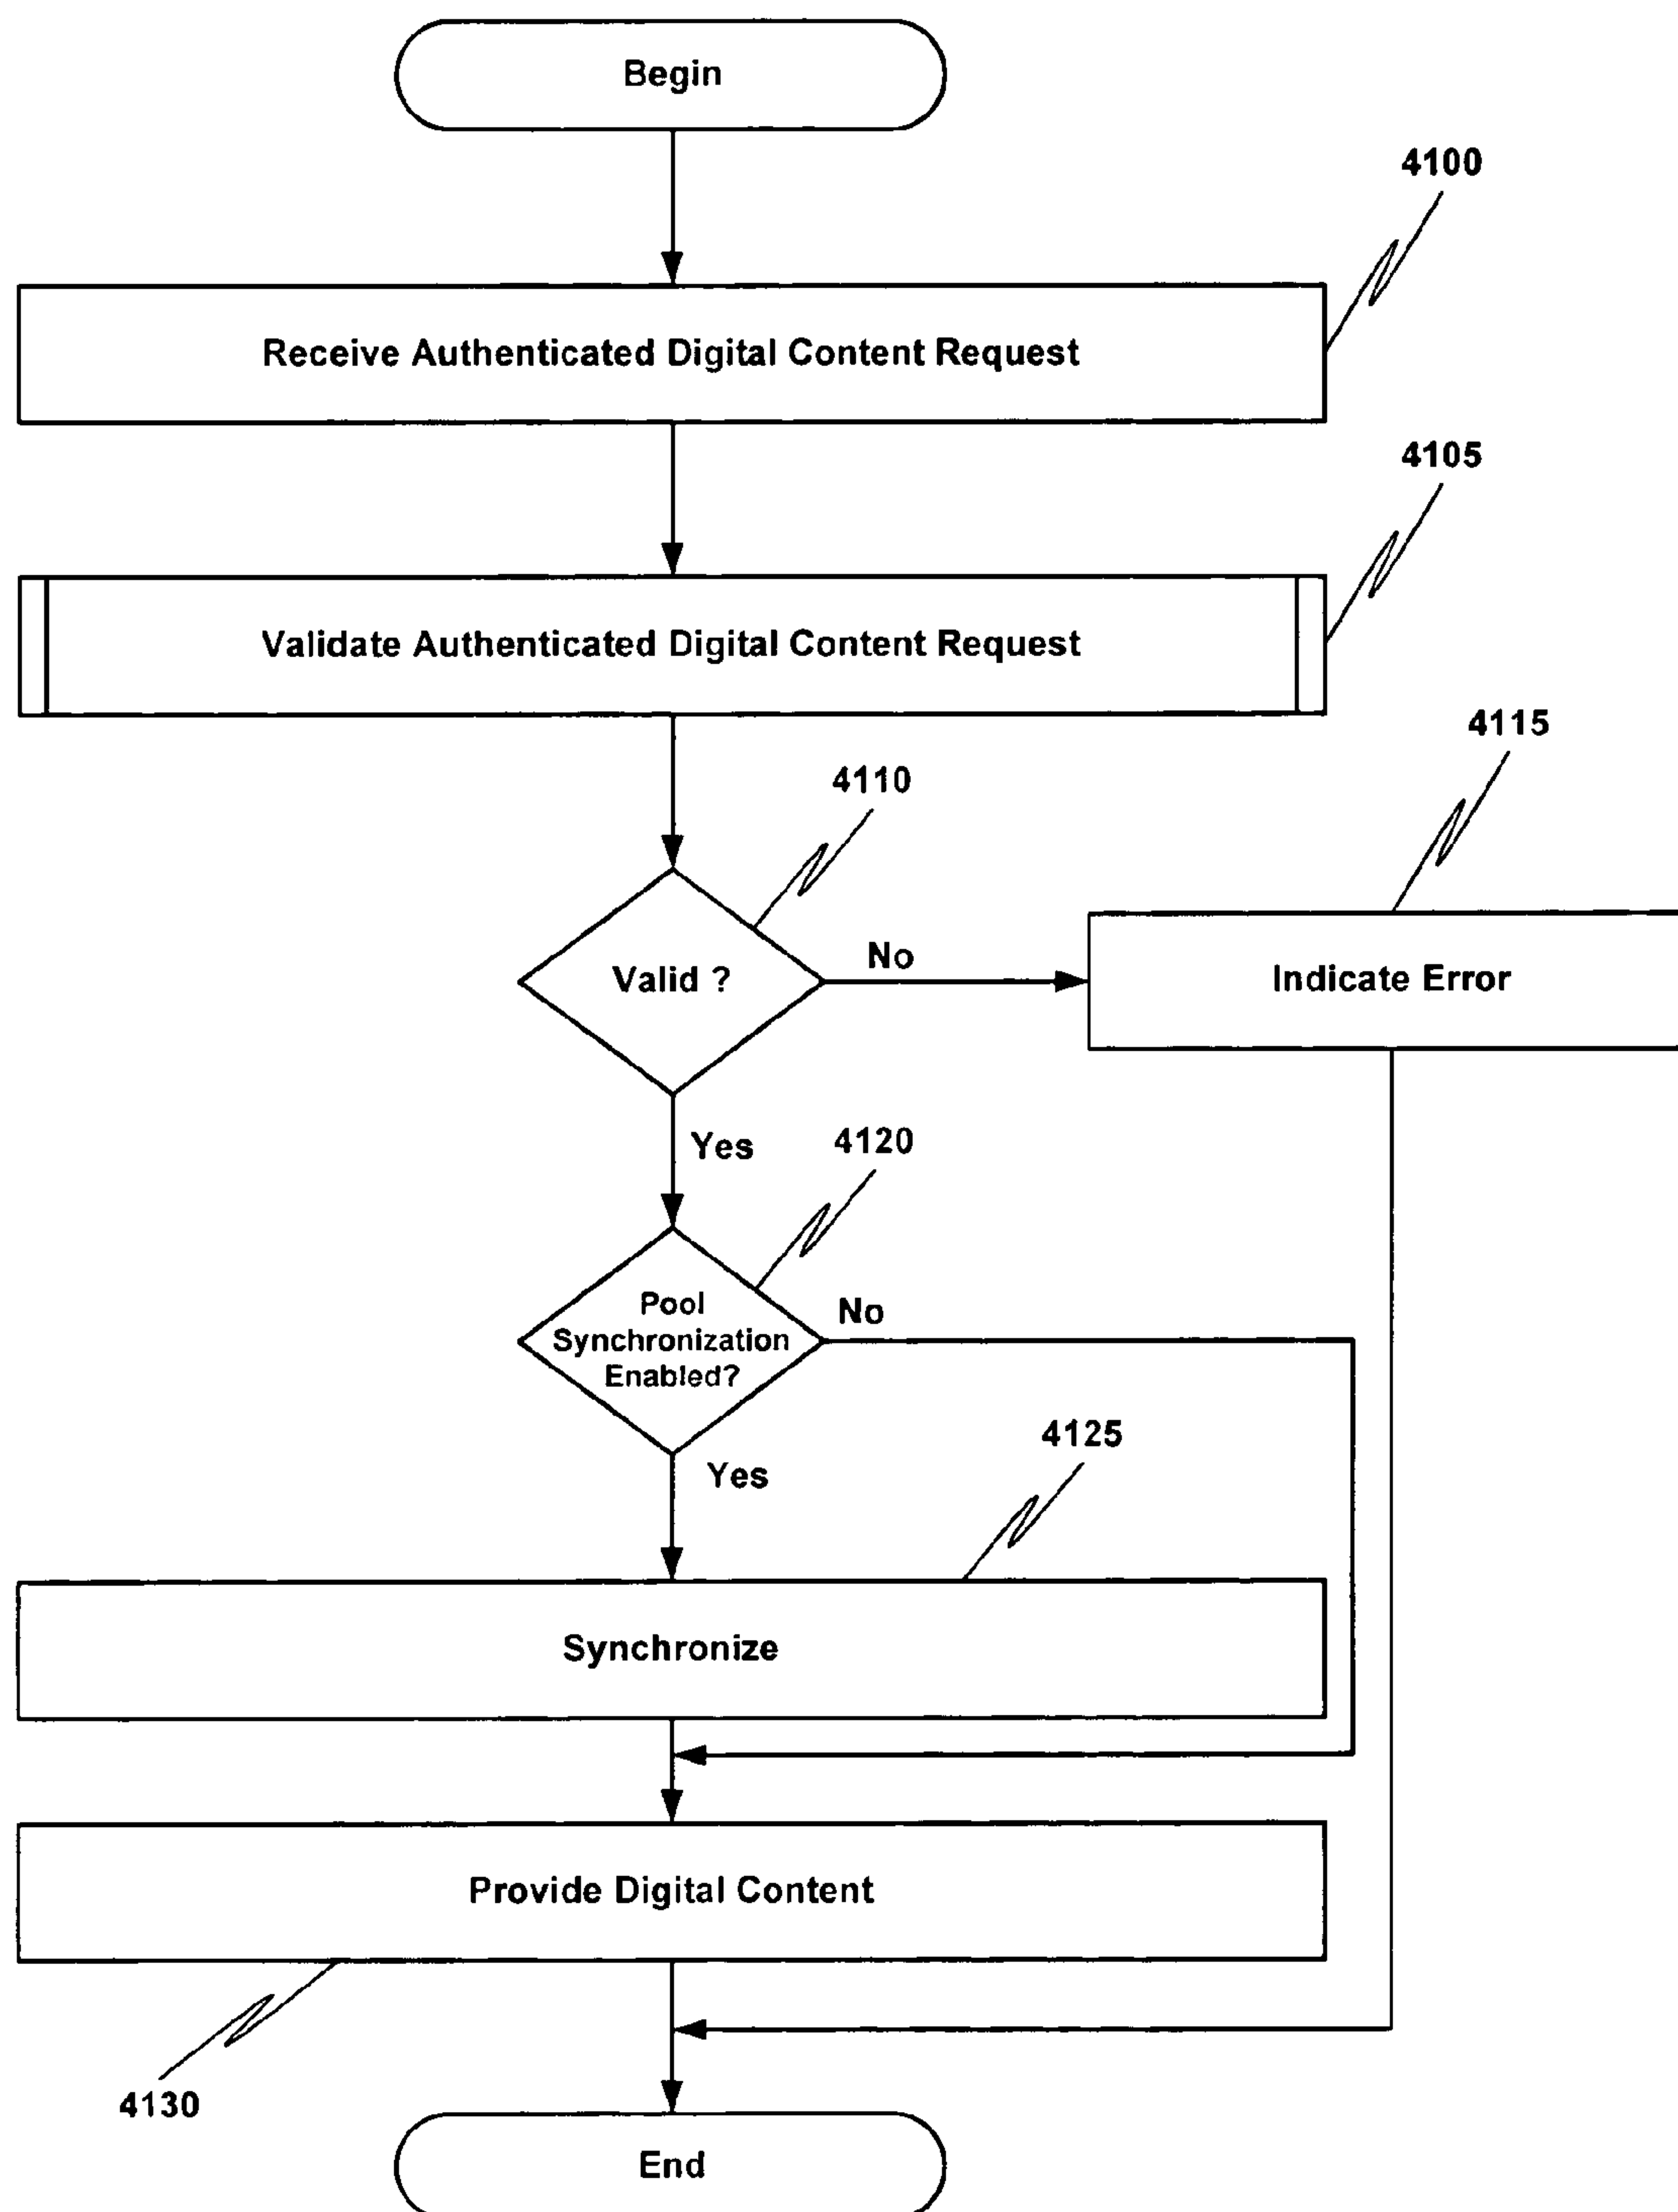 Begin
4100
Receive Authenticated Digital Content Request
4105
Validate Authenticated Digital Content Request
4115
4110
Valid ?
No
Indicate Error
Yes
4120
Pool
Synchronization
Enabled?
No
4125
Yes
Synchronize
Provide Digital Content
4130
End